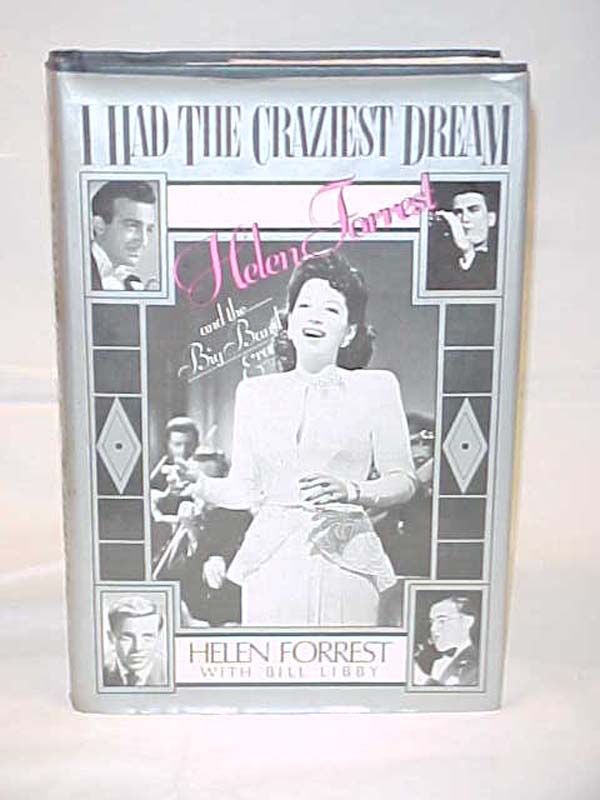 I HAD THE CRAZIEST DREAM
Helen Forrest
and the
Big Band
Era
HELEN FORREST
WITH BILL LIBBY